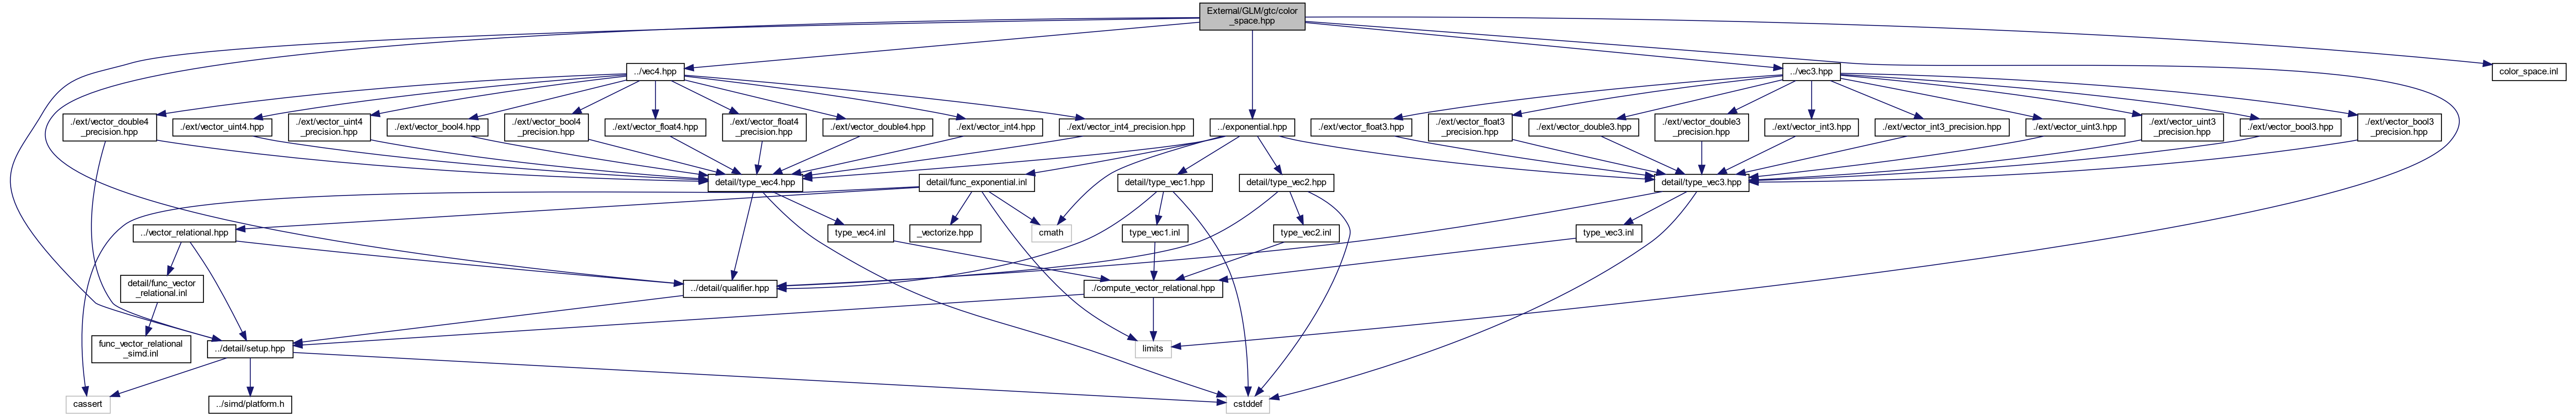 External/GLM/gtc/color
_space.hpp
../vec4.hpp
../vec3.hpp
color_space.inl
./ext/vector_double4
_precision.hpp
./ext/vector_uint4.hpp
./ext/vector_uint4
_precision.hpp
./ext/vector_bool4.hpp
./ext/vector_bool4
_precision.hpp
./ext/vector_float4.hpp
./ext/vector_float4
_precision.hpp
./ext/vector_double4.hpp
./ext/vector_int4.hpp
./ext/vector_int4_precision.hpp
../exponential.hpp
./ext/vector_float3.hpp
./ext/vector_float3
_precision.hpp
./ext/vector_double3.hpp
./ext/vector_double3
_precision.hpp
./ext/vector_int3.hpp
./ext/vector_int3_precision.hpp
./ext/vector_uint3.hpp
./ext/vector_uint3
_precision.hpp
./ext/vector_bool3.hpp
./ext/vector_bool3
_precision.hpp
detail/type_vec4.hpp
detail/func_exponential.inl
detail/type_vec1.hpp
detail/type_vec2.hpp
detail/type_vec3.hpp
../vector_relational.hpp
type_vec4.inl
_vectorize.hpp
cmath
type_vec1.inl
type_vec2.inl
type_vec3.inl
detail/func_vector
_relational.inl
../detail/qualifier.hpp
./compute_vector_relational.hpp
func_vector_relational
_simd.inl
../detail/setup.hpp
limits
cassert
../simd/platform.h
cstddef